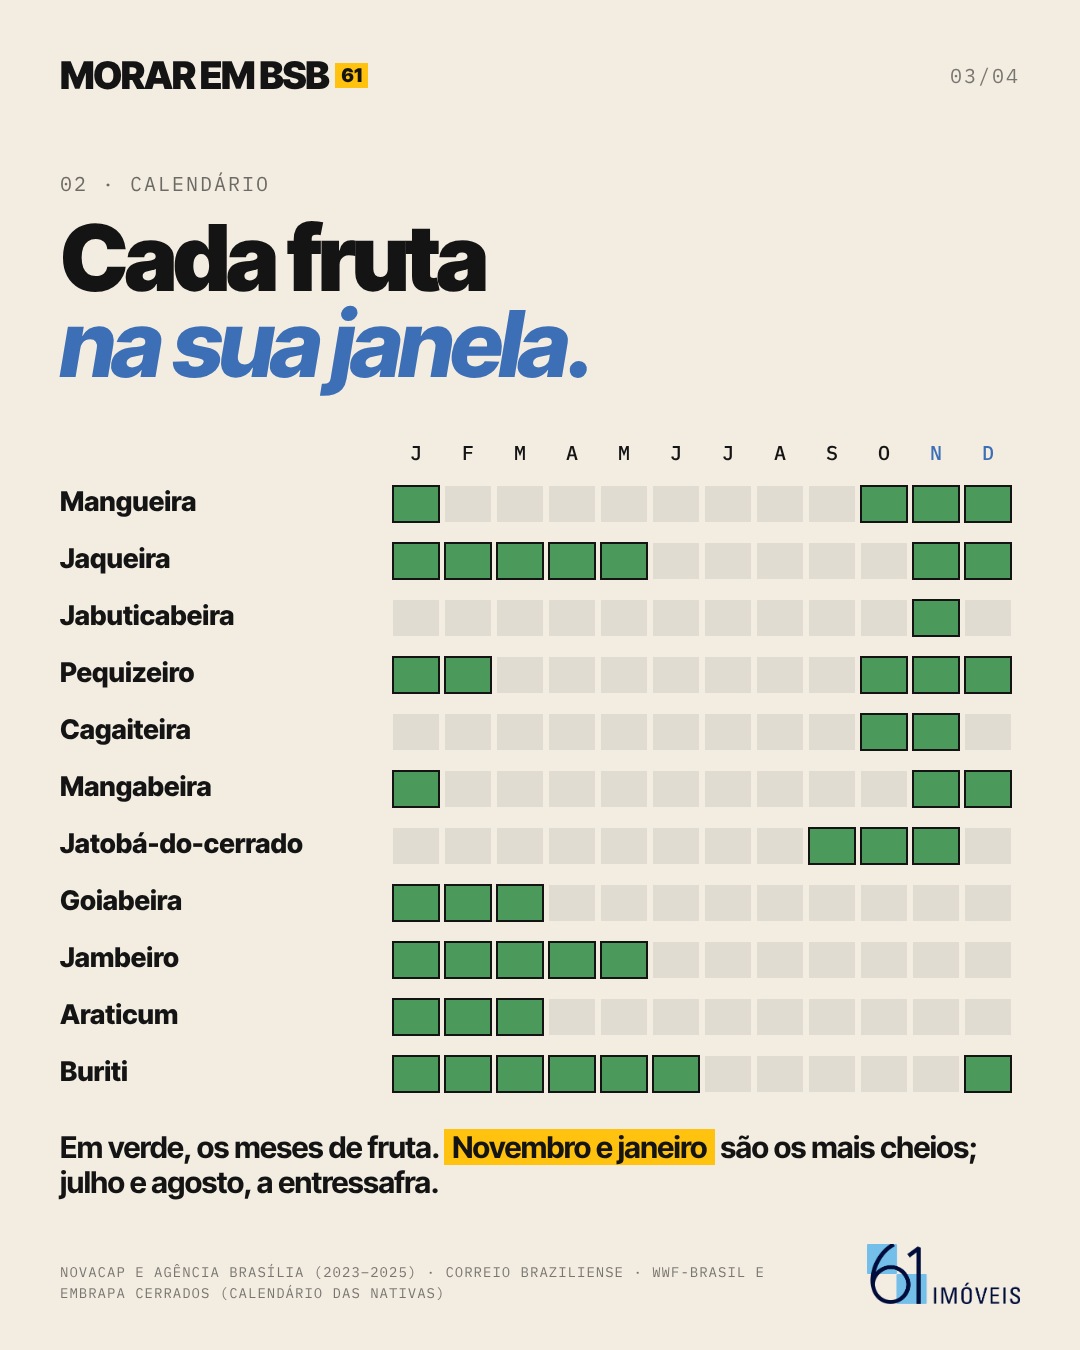 MORAR EM BSB 61
03/04
02 · CALENDÁRIO
Cada fruta
na sua janela.
J F M A M J J A S O N D
Mangueira
Jaqueira
Jabuticabeira
Pequizeiro
Cagaiteira
Mangabeira
Jatobá-do-cerrado
Goiabeira
Jambeiro
Araticum
Buriti
Em verde, os meses de fruta. Novembro e janeiro são os mais cheios;
julho e agosto, a entressafra.
NOVACAP E AGÊNCIA BRASÍLIA (2023–2025) · CORREIO BRAZILIENSE · WWF-BRASIL E
EMBRAPA CERRADOS (CALENDÁRIO DAS NATIVAS)
61 IMÓVEIS